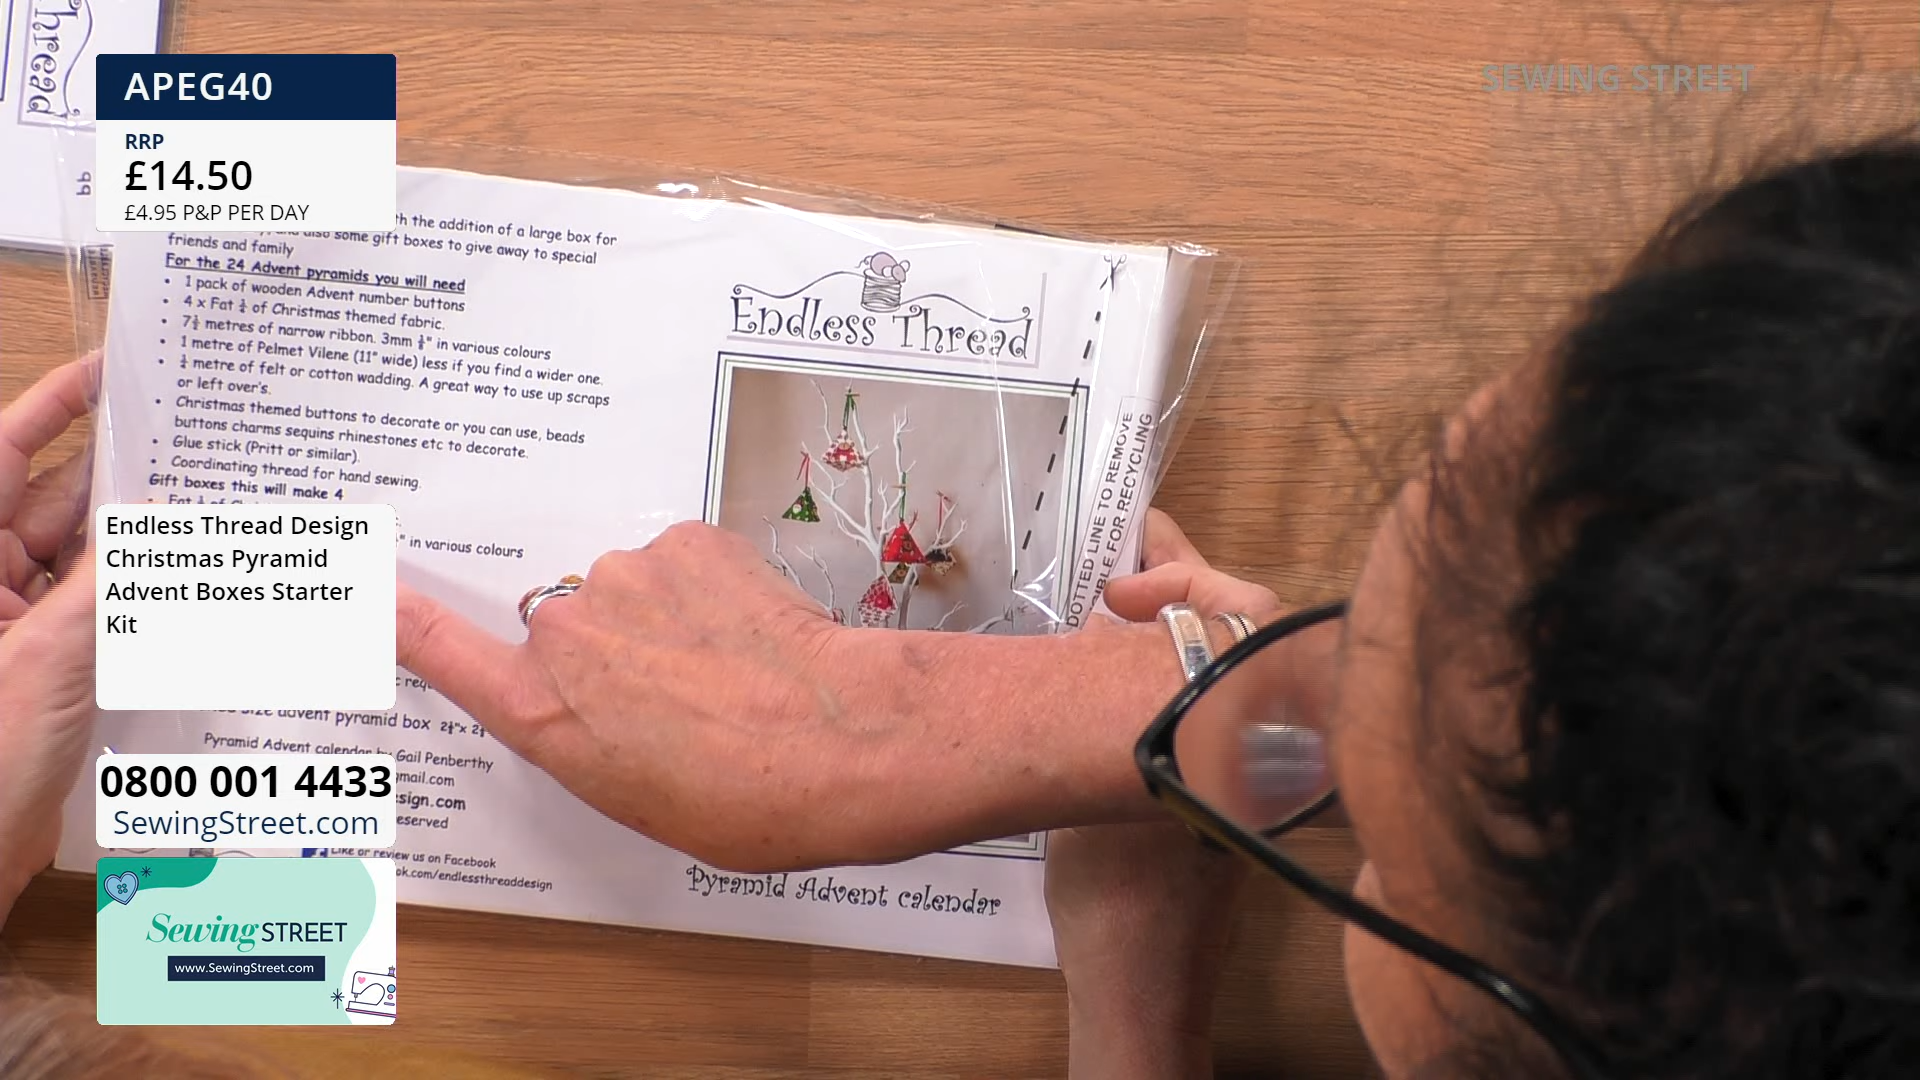 Thread
APEG40
RRP
£14.50
£4.95 P&P PER DAY
SEWING STREET
th the addition of a large box for
also some gift boxes to give away to special
friends and family
For the 24 Advent pyramids you will need
• 1 pack of wooden Advent number buttons
• 4 x Fat ¼ of Christmas themed fabric.
• 7½ metres of narrow ribbon. 3mm ⅛" in various colours
• 1 metre of Pelmet Vilene (11" wide) less if you find a wider one.
• ½ metre of felt or cotton wadding. A great way to use up scraps
or left over's.
• Christmas themed buttons to decorate or you can use, beads
buttons charms sequins rhinestones etc to decorate.
• Glue stick (Pritt or similar).
• Coordinating thread for hand sewing.
Gift boxes this will make 4
" in various colours
Endless Thread Design
Christmas Pyramid
Advent Boxes Starter
Kit
size advent pyramid box
Pyramid Advent calendar by Gail Penberthy
gmail.com
sign.com
eserved
Like or review us on Facebook
ok.com/endlessthreaddesign
Endless Thread
DOTTED LINE TO REMOVE
FOR RECYCLING
Pyramid Advent calendar
0800 001 4433
SewingStreet.com
Sewing STREET
www.SewingStreet.com